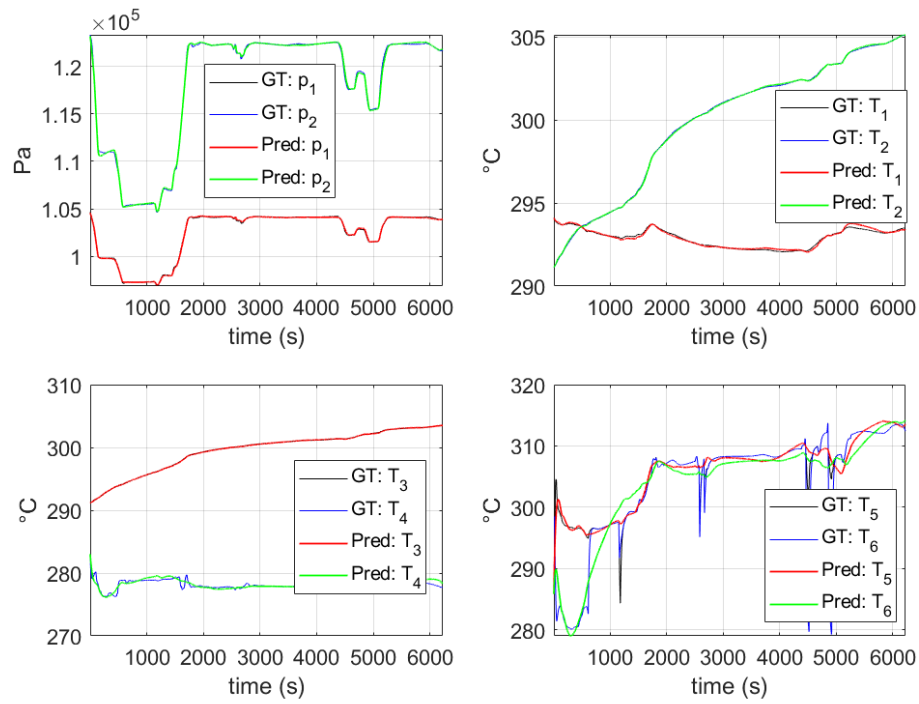 ×10⁵
1.2
1.15
1.1
1.05
1
Pa
GT: p₁
GT: p₂
Pred: p₁
Pred: p₂
1000 2000 3000 4000 5000 6000
time (s)
305
300
295
290
°C
GT: T₁
GT: T₂
Pred: T₁
Pred: T₂
1000 2000 3000 4000 5000 6000
time (s)
310
300
290
280
270
°C
GT: T₃
GT: T₄
Pred: T₃
Pred: T₄
1000 2000 3000 4000 5000 6000
time (s)
320
310
300
290
280
°C
GT: T₅
GT: T₆
Pred: T₅
Pred: T₆
1000 2000 3000 4000 5000 6000
time (s)